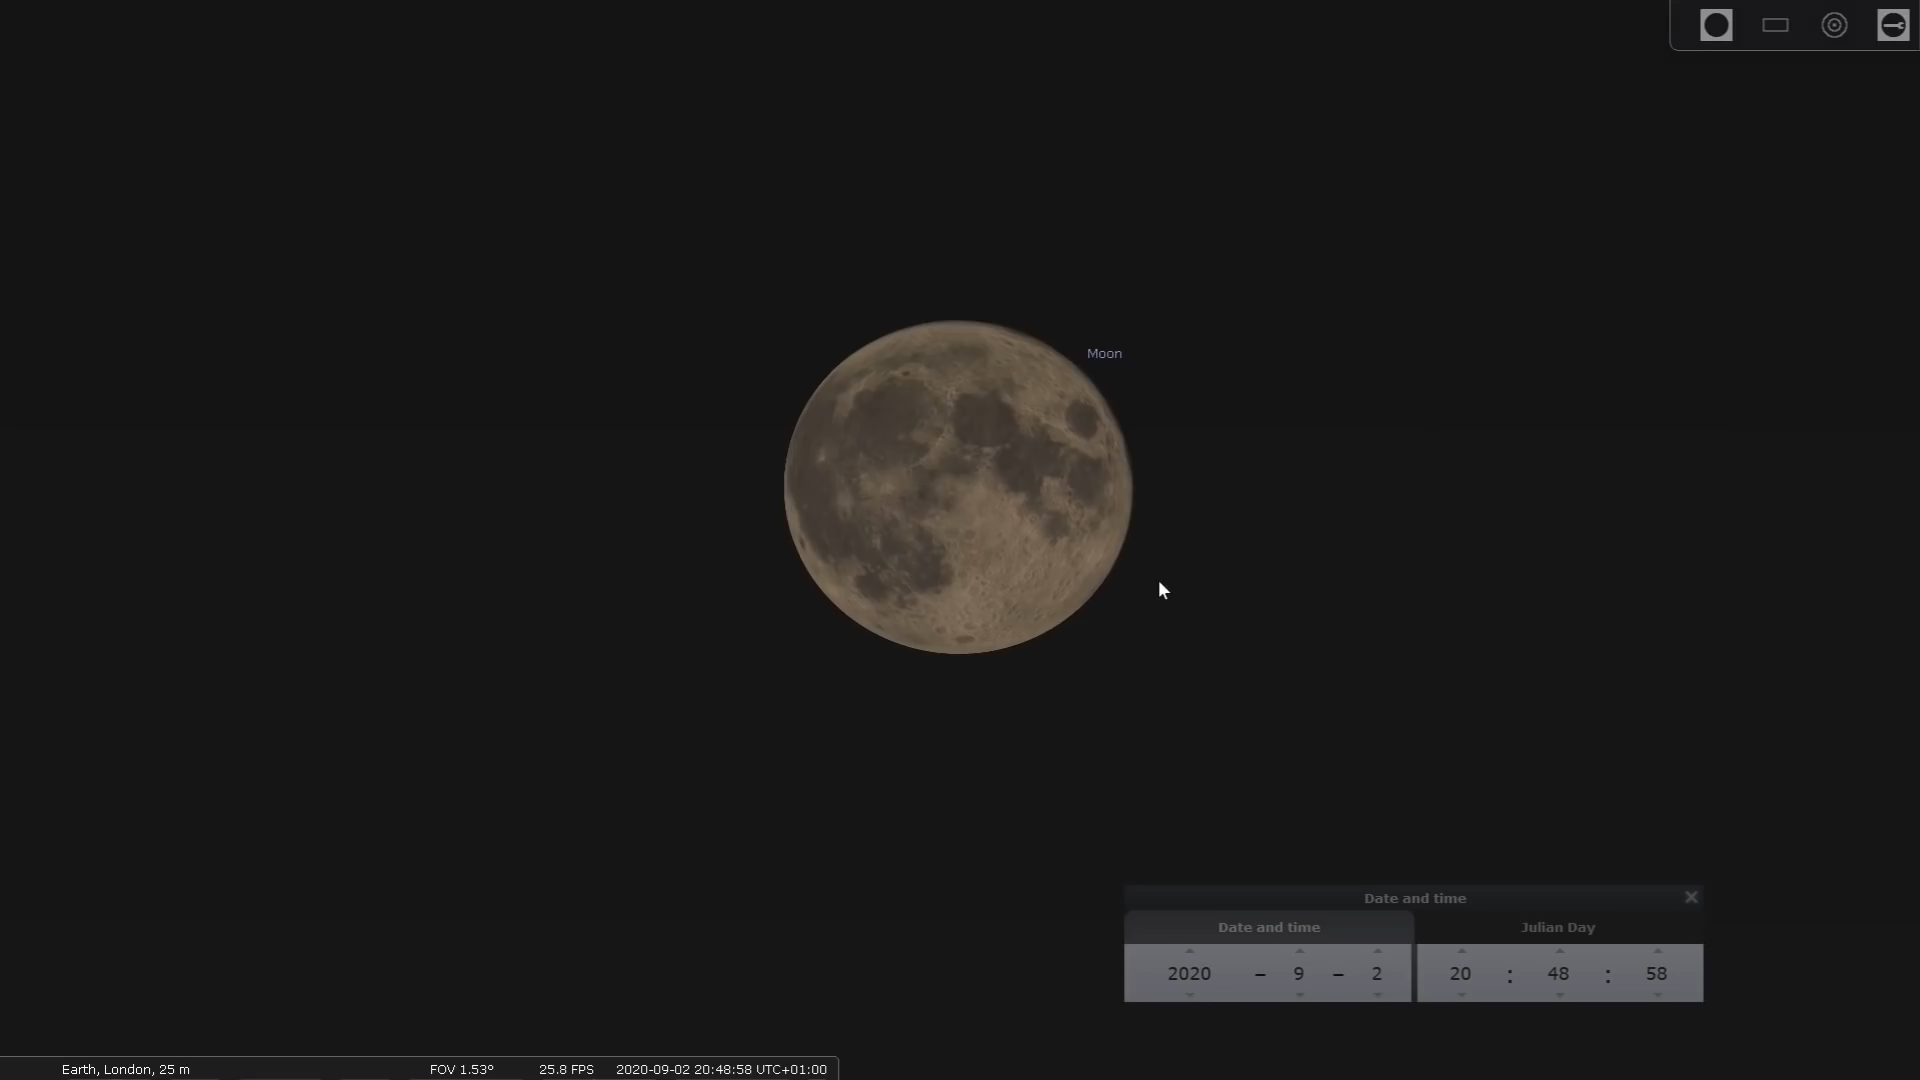 Moon
Date and time
Date and time Julian Day
2020 – 9 – 2 20 : 48 : 58
Earth, London, 25 m FOV 1.53° 25.8 FPS 2020-09-02 20:48:58 UTC+01:00